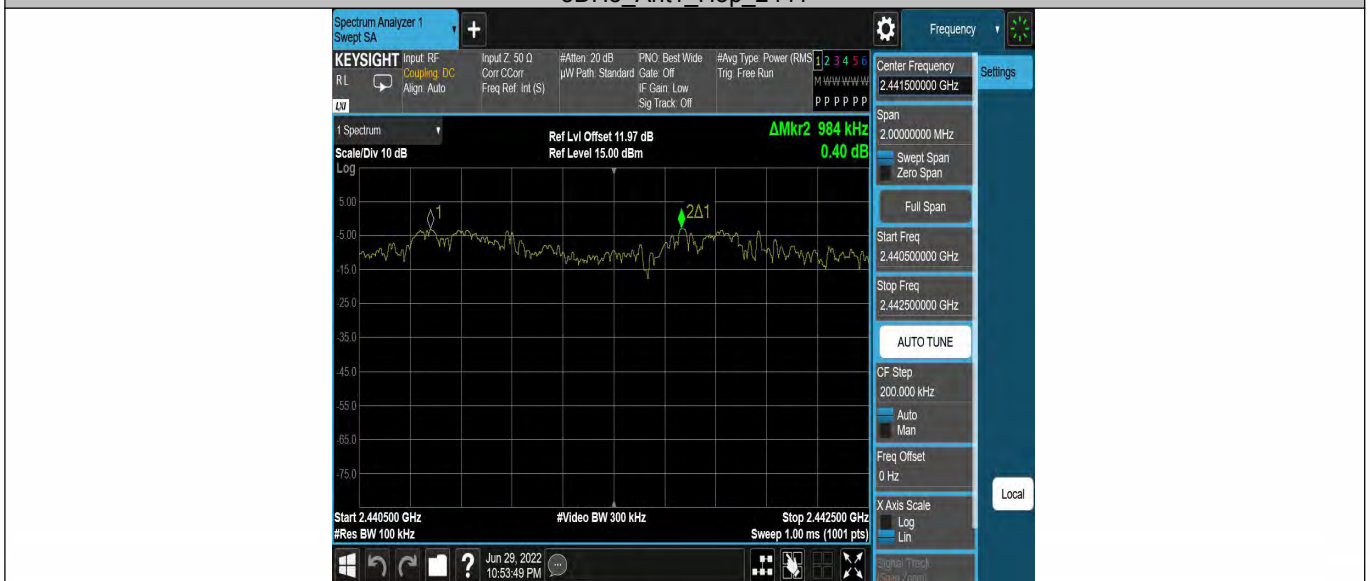 Spectrum Analyzer 1
Swept SA
Frequency
KEYSIGHT
RL
LXI
Input: RF
Coupling: DC
Align: Auto
Input Z: 50 Ω
Corr CCorr
Freq Ref: Int (S)
#Atten: 20 dB
µW Path: Standard
PNO: Best Wide
Gate: Off
IF Gain: Low
Sig Track: Off
#Avg Type: Power (RMS
Trig: Free Run
1 2 3 4 5 6
M W W W W W
P P P P P P
1 Spectrum
Scale/Div 10 dB
Log
Ref Lvl Offset 11.97 dB
Ref Level 15.00 dBm
ΔMkr2 984 kHz
0.40 dB
5.00
-5.00
-15.0
-25.0
-35.0
-45.0
-55.0
-65.0
-75.0
1
2Δ1
Start 2.440500 GHz
#Res BW 100 kHz
#Video BW 300 kHz
Stop 2.442500 GHz
Sweep 1.00 ms (1001 pts)
Jun 29, 2022
10:53:49 PM
Center Frequency
2.441500000 GHz
Settings
Span
2.00000000 MHz
Swept Span
Zero Span
Full Span
Start Freq
2.440500000 GHz
Stop Freq
2.442500000 GHz
AUTO TUNE
CF Step
200.000 kHz
Auto
Man
Freq Offset
0 Hz
X Axis Scale
Log
Lin
Signal Track
(Span Zoom)
Local